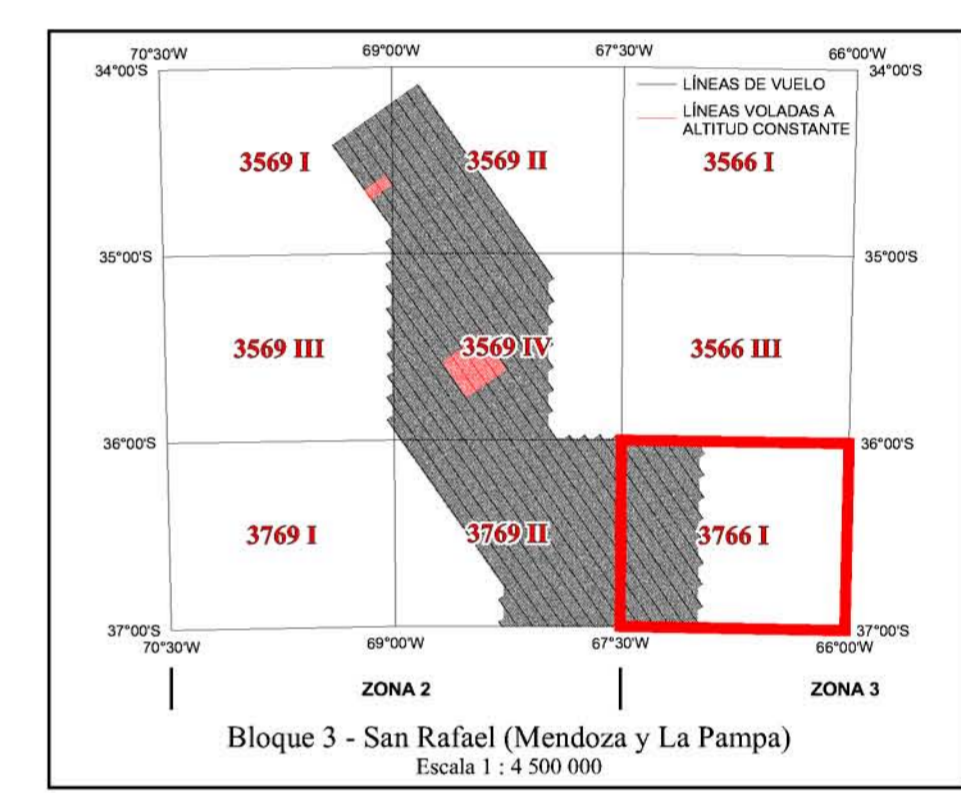 70°30'W 69°00'W 67°30'W 66°00'W
34°00'S 34°00'S
LÍNEAS DE VUELO
LÍNEAS VOLADAS A
ALTITUD CONSTANTE
3569 I 3569 II 3566 I
35°00'S 35°00'S
3569 III 3569 IV 3566 III
36°00'S 36°00'S
3769 I 3769 II 3766 I
37°00'S 37°00'S
70°30'W 69°00'W 67°30'W 66°00'W
ZONA 2 ZONA 3
Bloque 3 - San Rafael (Mendoza y La Pampa)
Escala 1 : 4 500 000